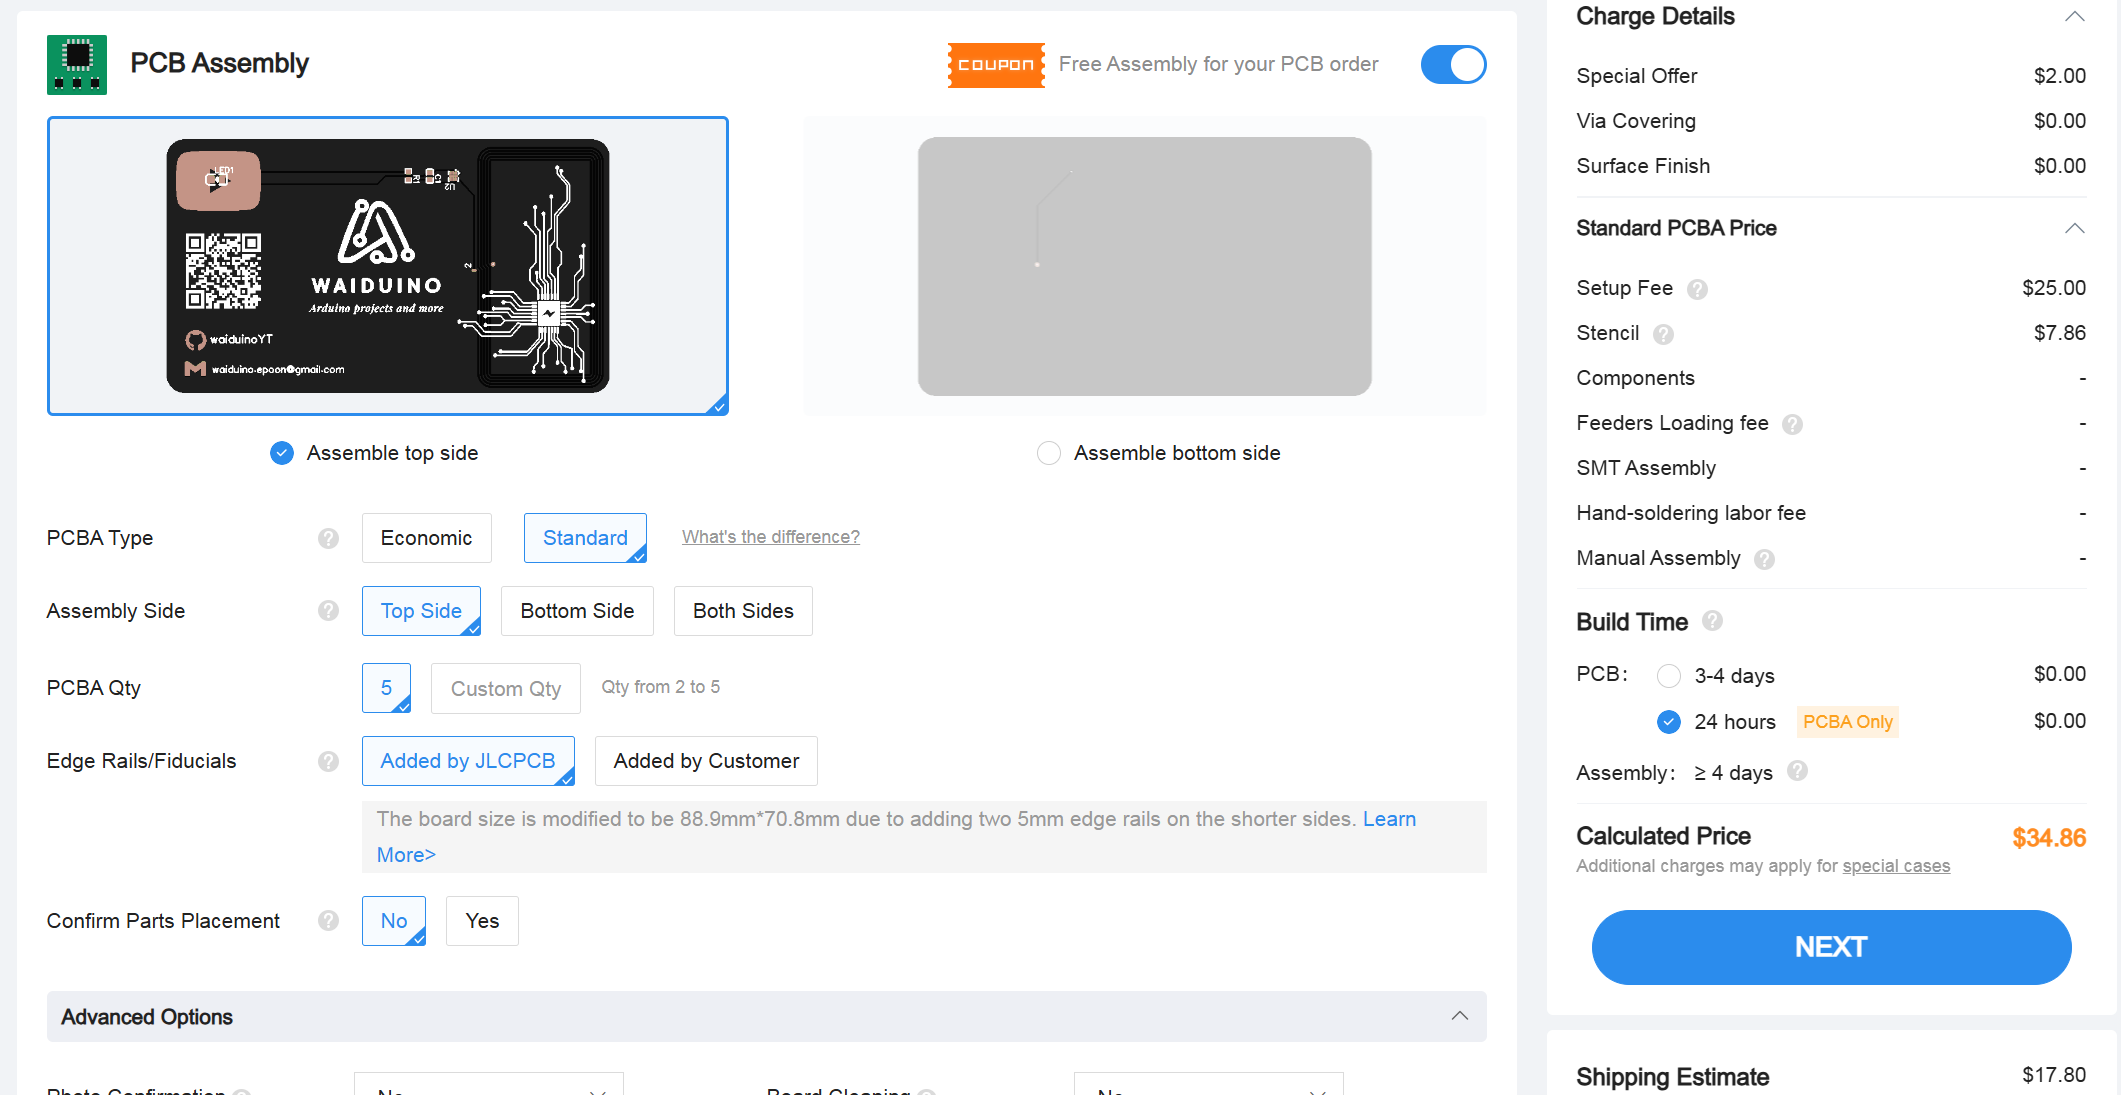 PCB Assembly
COUPON Free Assembly for your PCB order
LED1
R1
C1
U2
2
WAIDUINO
Arduino projects and more
waiduinoYT
waiduino.epoon@gmail.com
Assemble top side
Assemble bottom side
PCBA Type ? Economic Standard What's the difference?
Assembly Side ? Top Side Bottom Side Both Sides
PCBA Qty 5 Custom Qty Qty from 2 to 5
Edge Rails/Fiducials ? Added by JLCPCB Added by Customer
The board size is modified to be 88.9mm*70.8mm due to adding two 5mm edge rails on the shorter sides. Learn
More>
Confirm Parts Placement ? No Yes
Advanced Options
Photo Confirmation ? No
Board Cleaning ? No
Charge Details
Special Offer $2.00
Via Covering $0.00
Surface Finish $0.00
Standard PCBA Price
Setup Fee ? $25.00
Stencil ? $7.86
Components -
Feeders Loading fee ? -
SMT Assembly -
Hand-soldering labor fee -
Manual Assembly ? -
Build Time ?
PCB: 3-4 days $0.00
24 hours PCBA Only $0.00
Assembly: ≥ 4 days ?
Calculated Price $34.86
Additional charges may apply for special cases
NEXT
Shipping Estimate $17.80